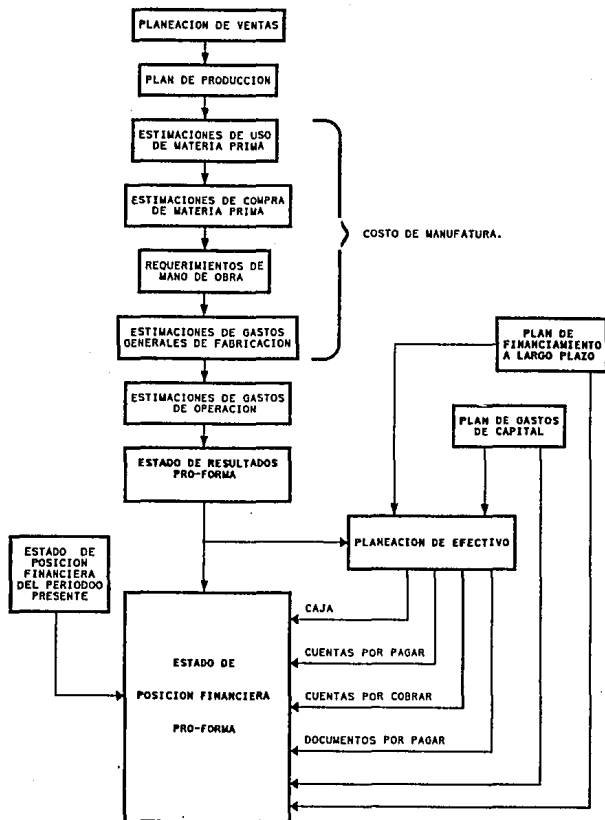 PLANEACION DE VENTAS
PLAN DE PRODUCCION
ESTIMACIONES DE USO
DE MATERIA PRIMA
ESTIMACIONES DE COMPRA
DE MATERIA PRIMA
COSTO DE MANUFATURA.
REQUERIMIENTOS DE
MANO DE OBRA
ESTIMACIONES DE GASTOS
GENERALES DE FABRICACION
PLAN DE
FINANCIAMIENTO
A LARGO PLAZO
ESTIMACIONES DE GASTOS
DE OPERACION
PLAN DE GASTOS
DE CAPITAL
ESTADO DE RESULTADOS
PRO-FORMA
PLANEACION DE EFECTIVO
ESTADO DE
POSICION
FINANCIERA
DEL PERIODOO
PRESENTE
CAJA
CUENTAS POR PAGAR
ESTADO DE
POSICION FINANCIERA
PRO-FORMA
CUENTAS POR COBRAR
DOCUMENTOS POR PAGAR